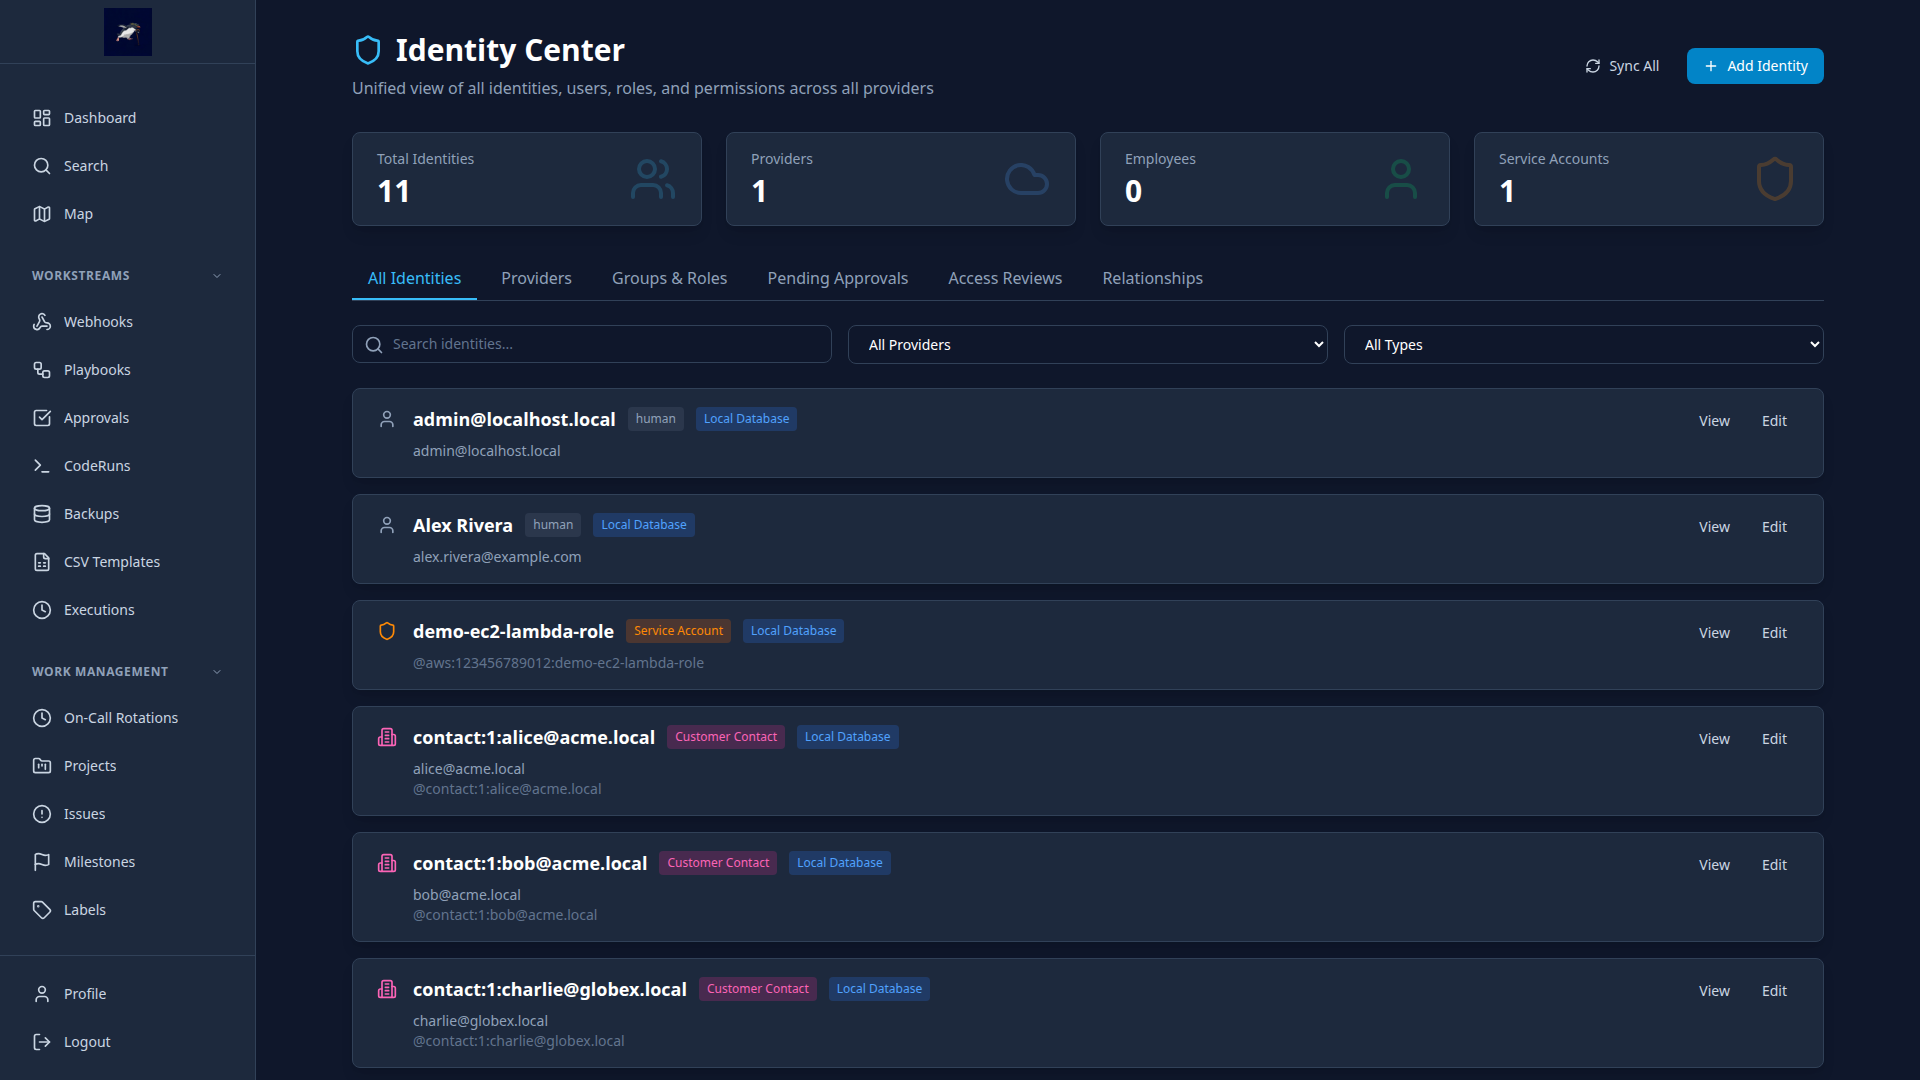 Dashboard
Search
Map
WORKSTREAMS
Webhooks
Playbooks
Approvals
CodeRuns
Backups
CSV Templates
Executions
WORK MANAGEMENT
On-Call Rotations
Projects
Issues
Milestones
Labels
Profile
Logout
Identity Center
Unified view of all identities, users, roles, and permissions across all providers
Sync All
Add Identity
Total Identities
11
Providers
1
Employees
0
Service Accounts
1
All Identities Providers Groups & Roles Pending Approvals Access Reviews Relationships
Search identities...
All Providers
All Types
admin@localhost.local human Local Database
admin@localhost.local
View Edit
Alex Rivera human Local Database
alex.rivera@example.com
View Edit
demo-ec2-lambda-role Service Account Local Database
@aws:123456789012:demo-ec2-lambda-role
View Edit
contact:1:alice@acme.local Customer Contact Local Database
alice@acme.local
@contact:1:alice@acme.local
View Edit
contact:1:bob@acme.local Customer Contact Local Database
bob@acme.local
@contact:1:bob@acme.local
View Edit
contact:1:charlie@globex.local Customer Contact Local Database
charlie@globex.local
@contact:1:charlie@globex.local
View Edit